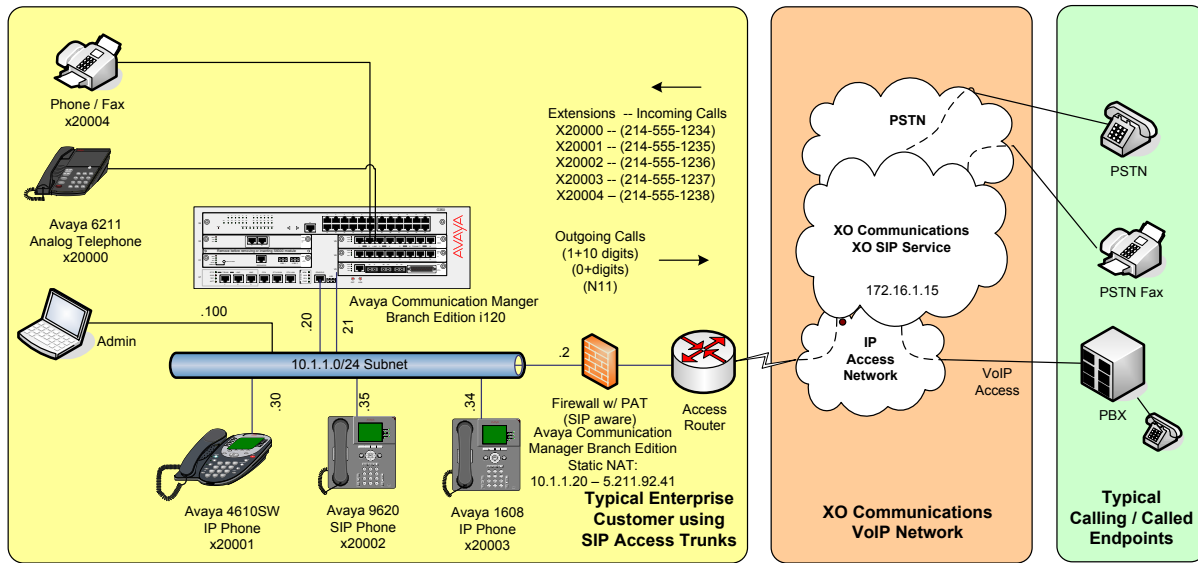 Phone / Fax
x20004
Avaya 6211
Analog Telephone
x20000
Admin
.100
AVAYA
Avaya Communication Manger
Branch Edition i120
.20
21
Extensions -- Incoming Calls
X20000 -- (214-555-1234)
X20001 -- (214-555-1235)
X20002 -- (214-555-1236)
X20003 -- (214-555-1237)
X20004 – (214-555-1238)
Outgoing Calls
(1+10 digits)
(0+digits)
(N11)
10.1.1.0/24 Subnet
.2
.30
.35
.34
Firewall w/ PAT
(SIP aware)
Avaya Communication
Manager Branch Edition
Static NAT:
10.1.1.20 – 5.211.92.41
Access
Router
Avaya 4610SW
IP Phone
x20001
Avaya 9620
SIP Phone
x20002
Avaya 1608
IP Phone
x20003
Typical Enterprise
Customer using
SIP Access Trunks
PSTN
XO Communications
XO SIP Service
172.16.1.15
IP
Access
Network
VoIP
Access
XO Communications
VoIP Network
PSTN
PSTN Fax
PBX
Typical
Calling / Called
Endpoints